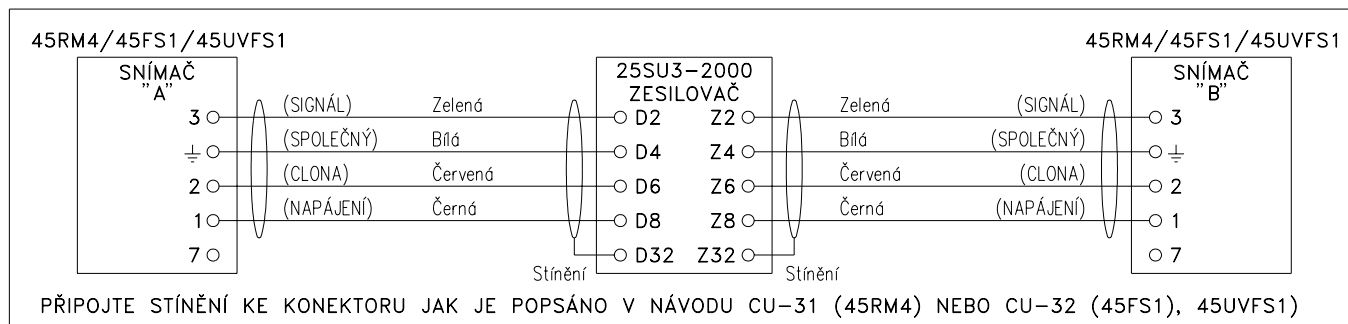 45RM4/45FS1/45UVFS1
45RM4/45FS1/45UVFS1
SNÍMAČ
"A"
25SU3-2000
ZESILOVAČ
SNÍMAČ
"B"
3 (SIGNÁL) Zelená D2 Z2 Zelená (SIGNÁL) 3
(SPOLEČNÝ) Bílá D4 Z4 Bílá (SPOLEČNÝ)
2 (CLONA) Červená D6 Z6 Červená (CLONA) 2
1 (NAPÁJENÍ) Černá D8 Z8 Černá (NAPÁJENÍ) 1
7 D32 Z32 7
Stínění Stínění
PŘIPOJTE STÍNĚNÍ KE KONEKTORU JAK JE POPSÁNO V NÁVODU CU-31 (45RM4) NEBO CU-32 (45FS1), 45UVFS1)